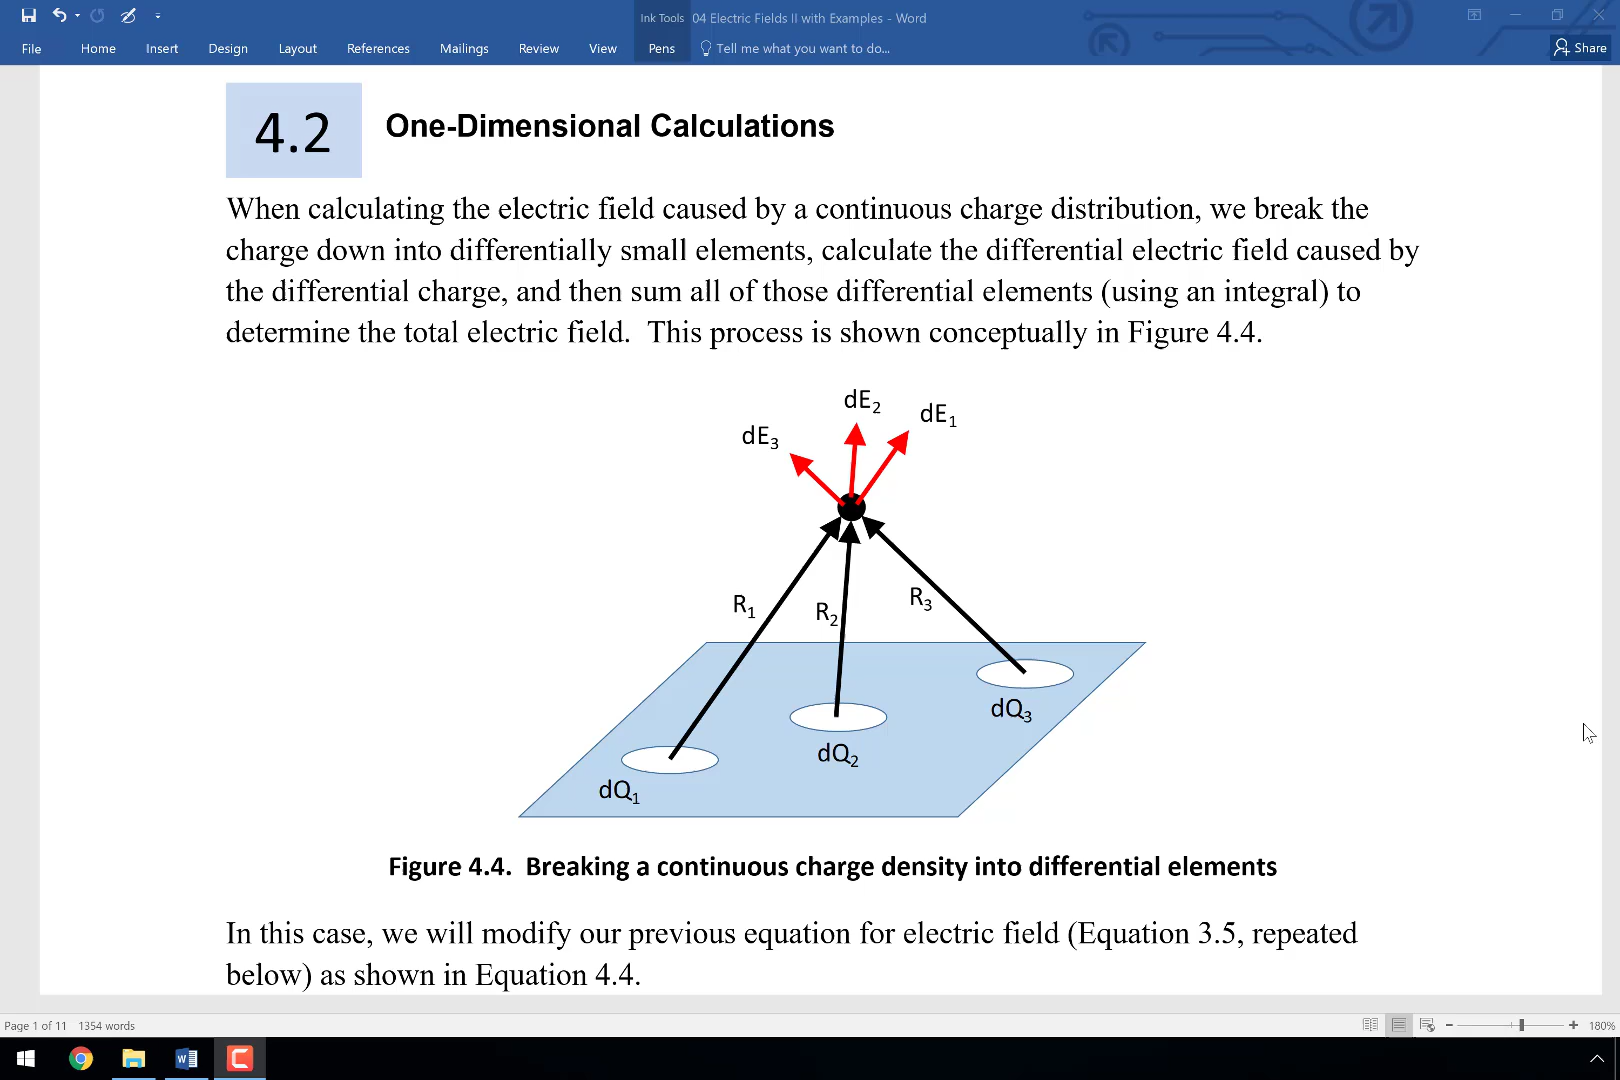 Ink Tools 04 Electric Fields II with Examples - Word
File Home Insert Design Layout References Mailings Review View Pens Tell me what you want to do... Share
4.2 One-Dimensional Calculations
When calculating the electric field caused by a continuous charge distribution, we break the
charge down into differentially small elements, calculate the differential electric field caused by
the differential charge, and then sum all of those differential elements (using an integral) to
determine the total electric field.  This process is shown conceptually in Figure 4.4.
dE₂
dE₁
dE₃
R₁
R₂
R₃
dQ₃
dQ₂
dQ₁
Figure 4.4.  Breaking a continuous charge density into differential elements
In this case, we will modify our previous equation for electric field (Equation 3.5, repeated
below) as shown in Equation 4.4.
Page 1 of 11 1354 words 180%